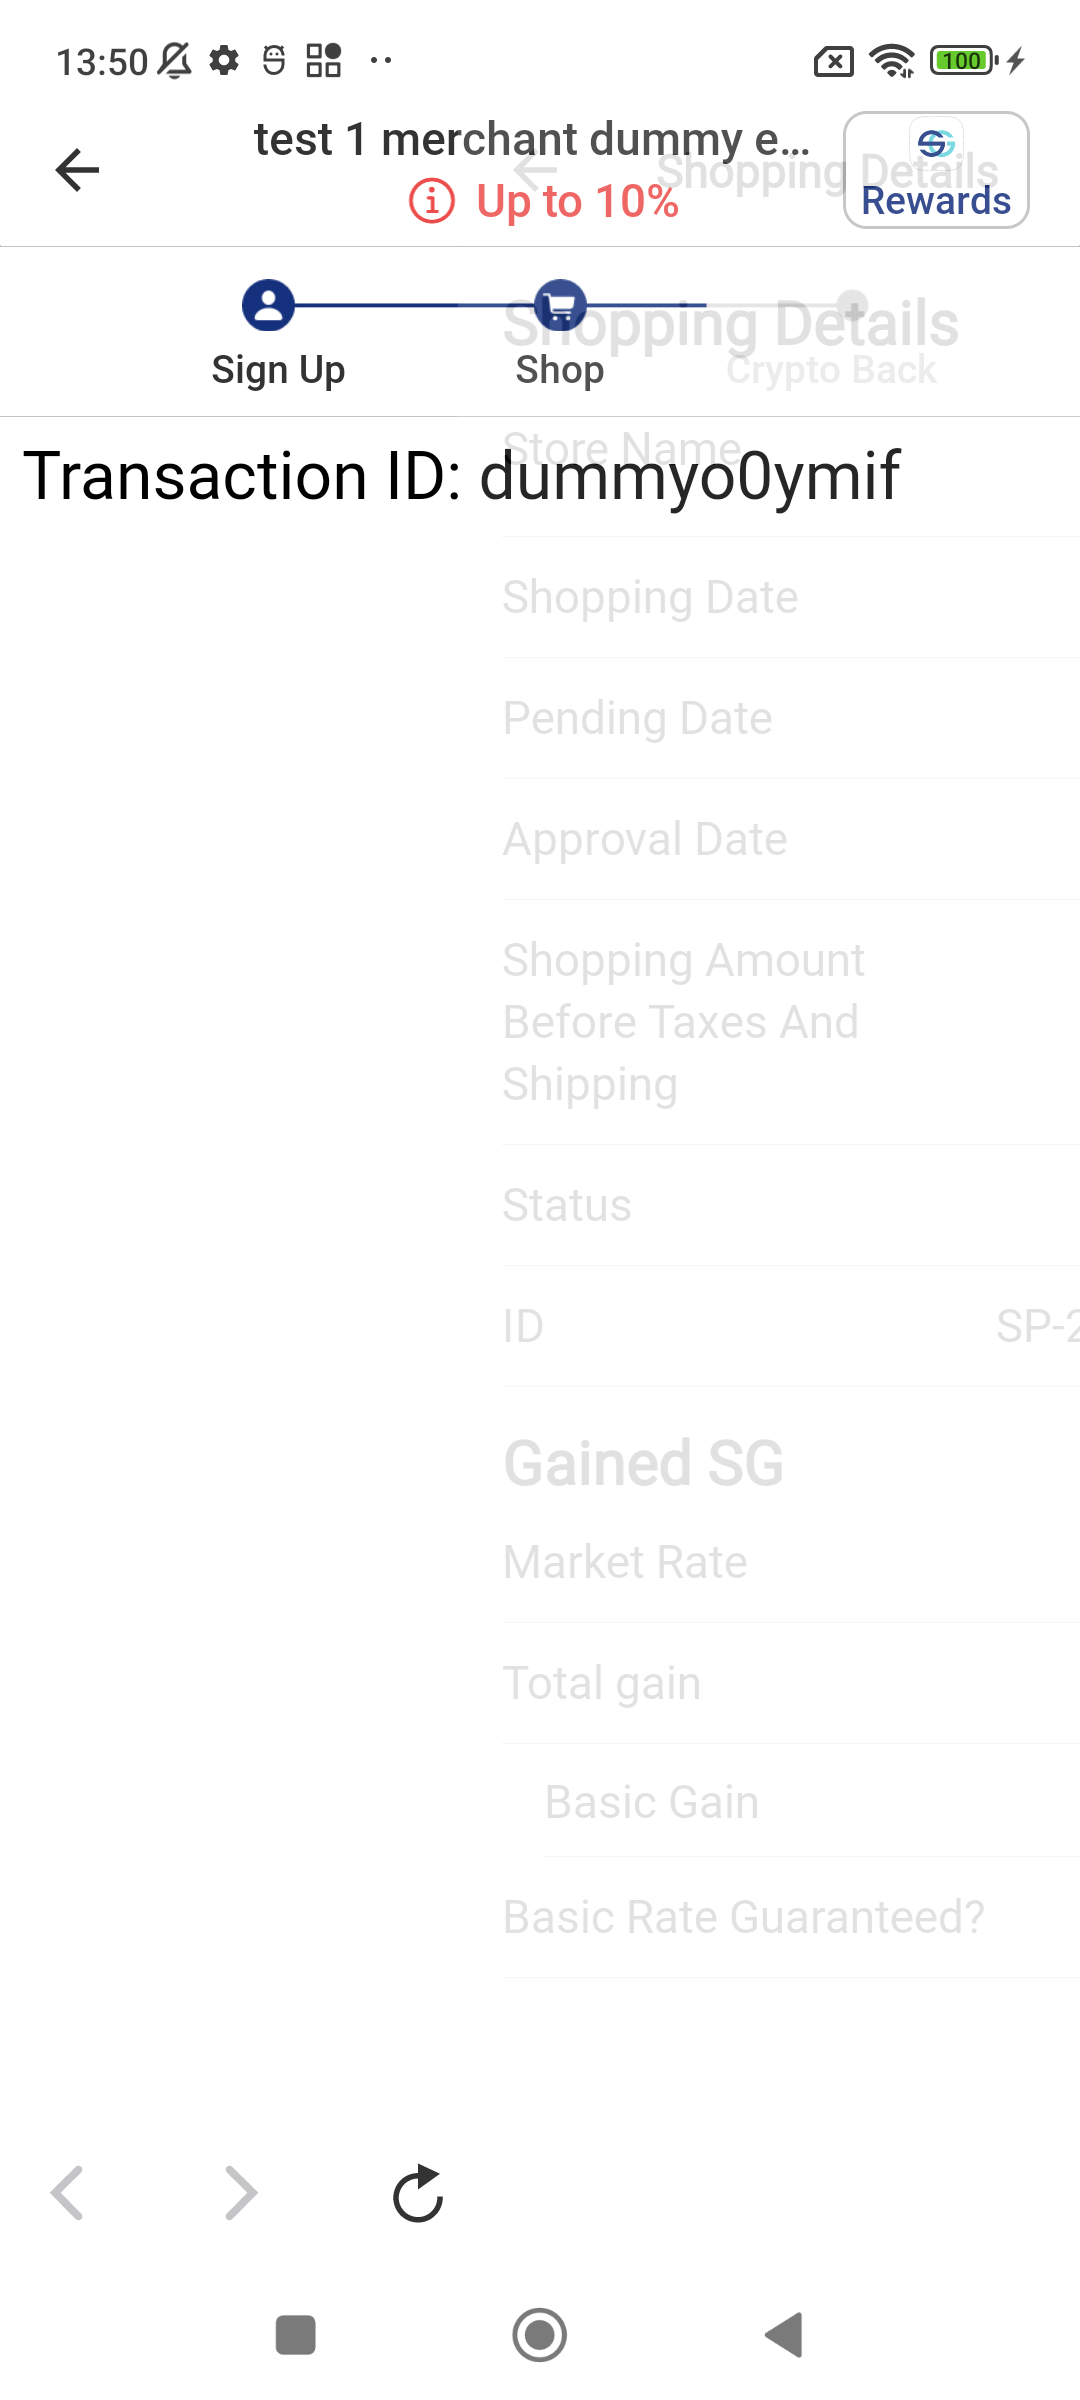 13:50
100
test 1 merchant dummy e...
Shopping Details
Up to 10%
Rewards
Shopping Details
Sign Up
Shop
Crypto Back
Store Name
Transaction ID: dummyo0ymif
Shopping Date
Pending Date
Approval Date
Shopping Amount
Before Taxes And
Shipping
Status
ID SP-2
Gained SG
Market Rate
Total gain
Basic Gain
Basic Rate Guaranteed?